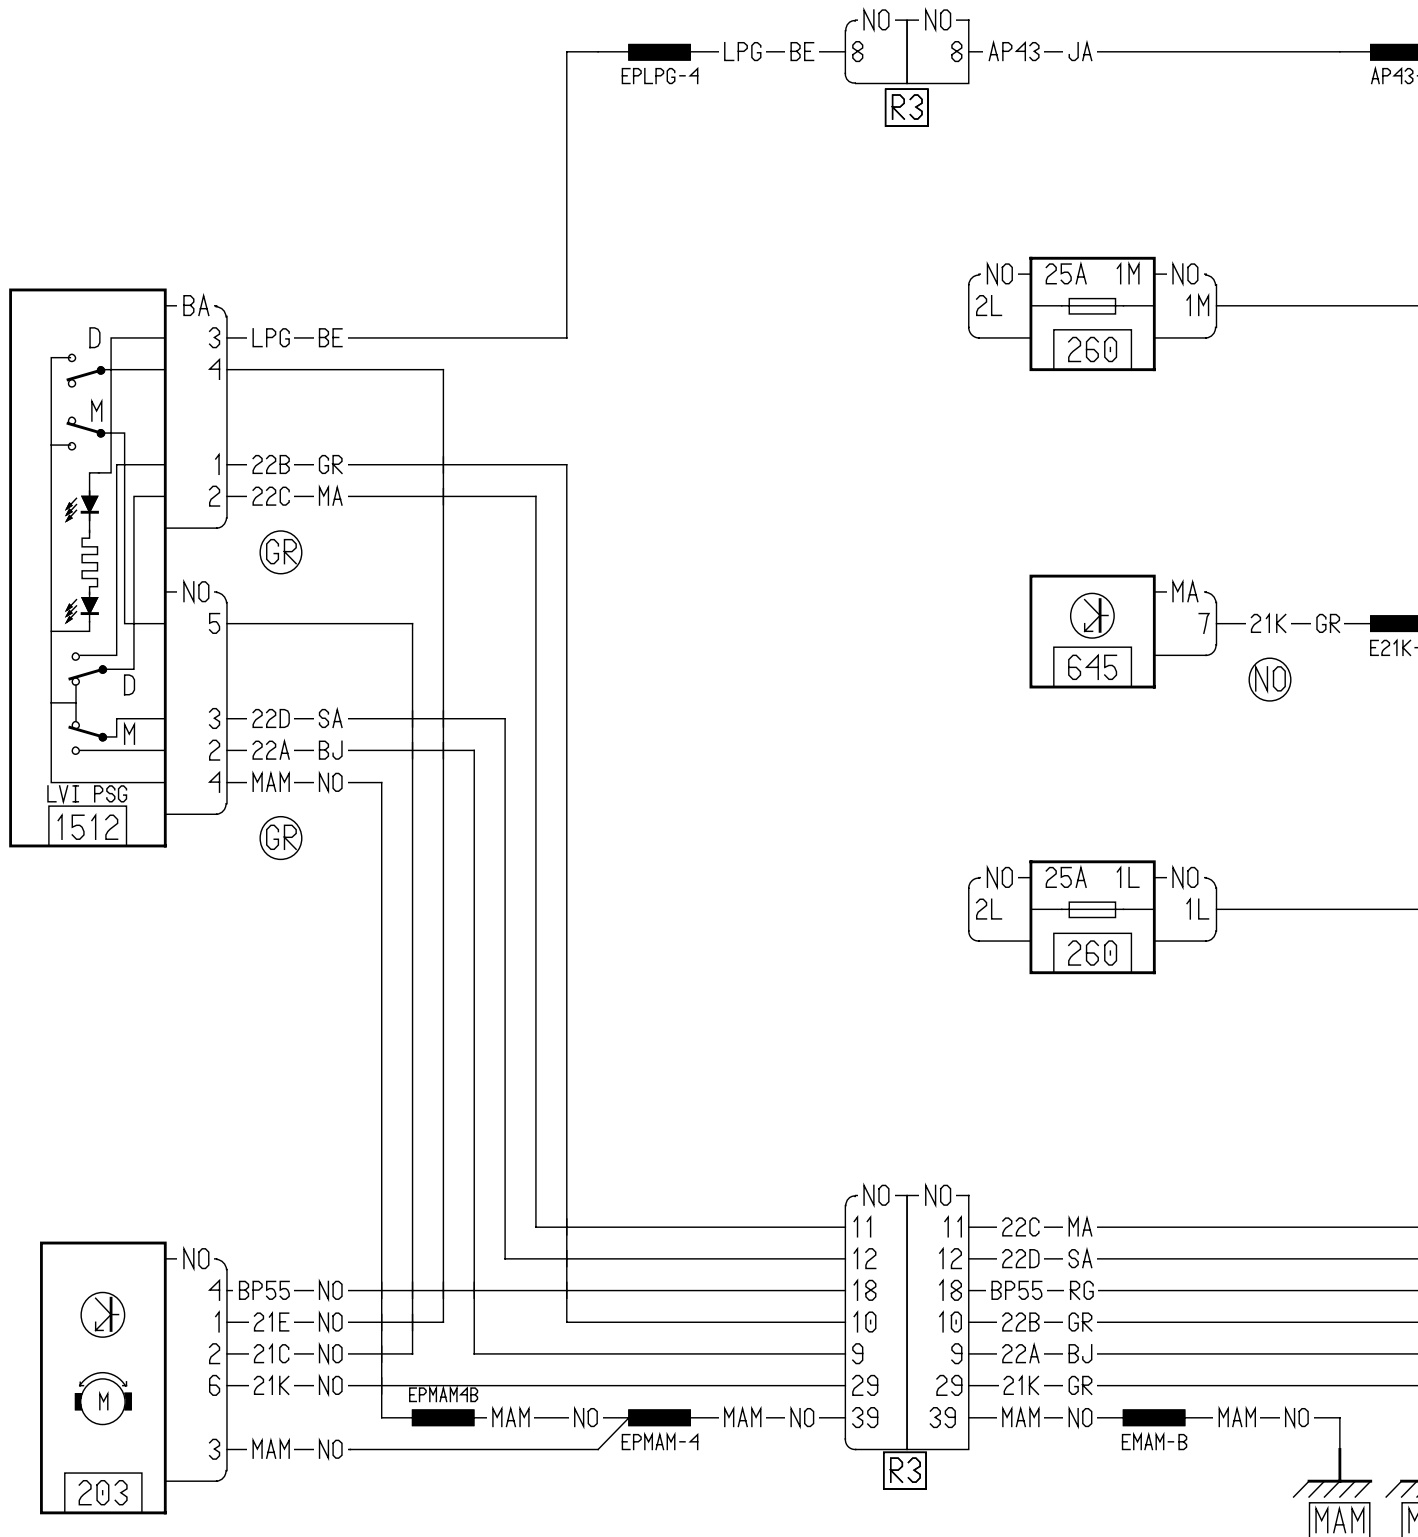 NO NO
8 LPG BE 8 AP43 JA
EPLPG-4 AP43-
R3
NO 25A 1M NO
2L 1M
260
BA
D 3 LPG BE
4
M
1 22B GR
2 22C MA
GR
NO
5
MA
7 21K GR
645 E21K-
NO
D
3 22D SA
M
2 22A BJ
4 MAM NO
LVI PSG
1512
GR
NO 25A 1L NO
2L 1L
260
NO NO
11 11 22C MA
12 12 22D SA
NO
4 BP55 NO 18 18 BP55 RG
1 21E NO 10 10 22B GR
2 21C NO 9 9 22A BJ
6 21K NO 29 29 21K GR
EPMAM4B
M MAM NO MAM NO 39 39 MAM NO MAM NO
EPMAM-4 EMAM-B
3 MAM NO
R3
203
MAM M